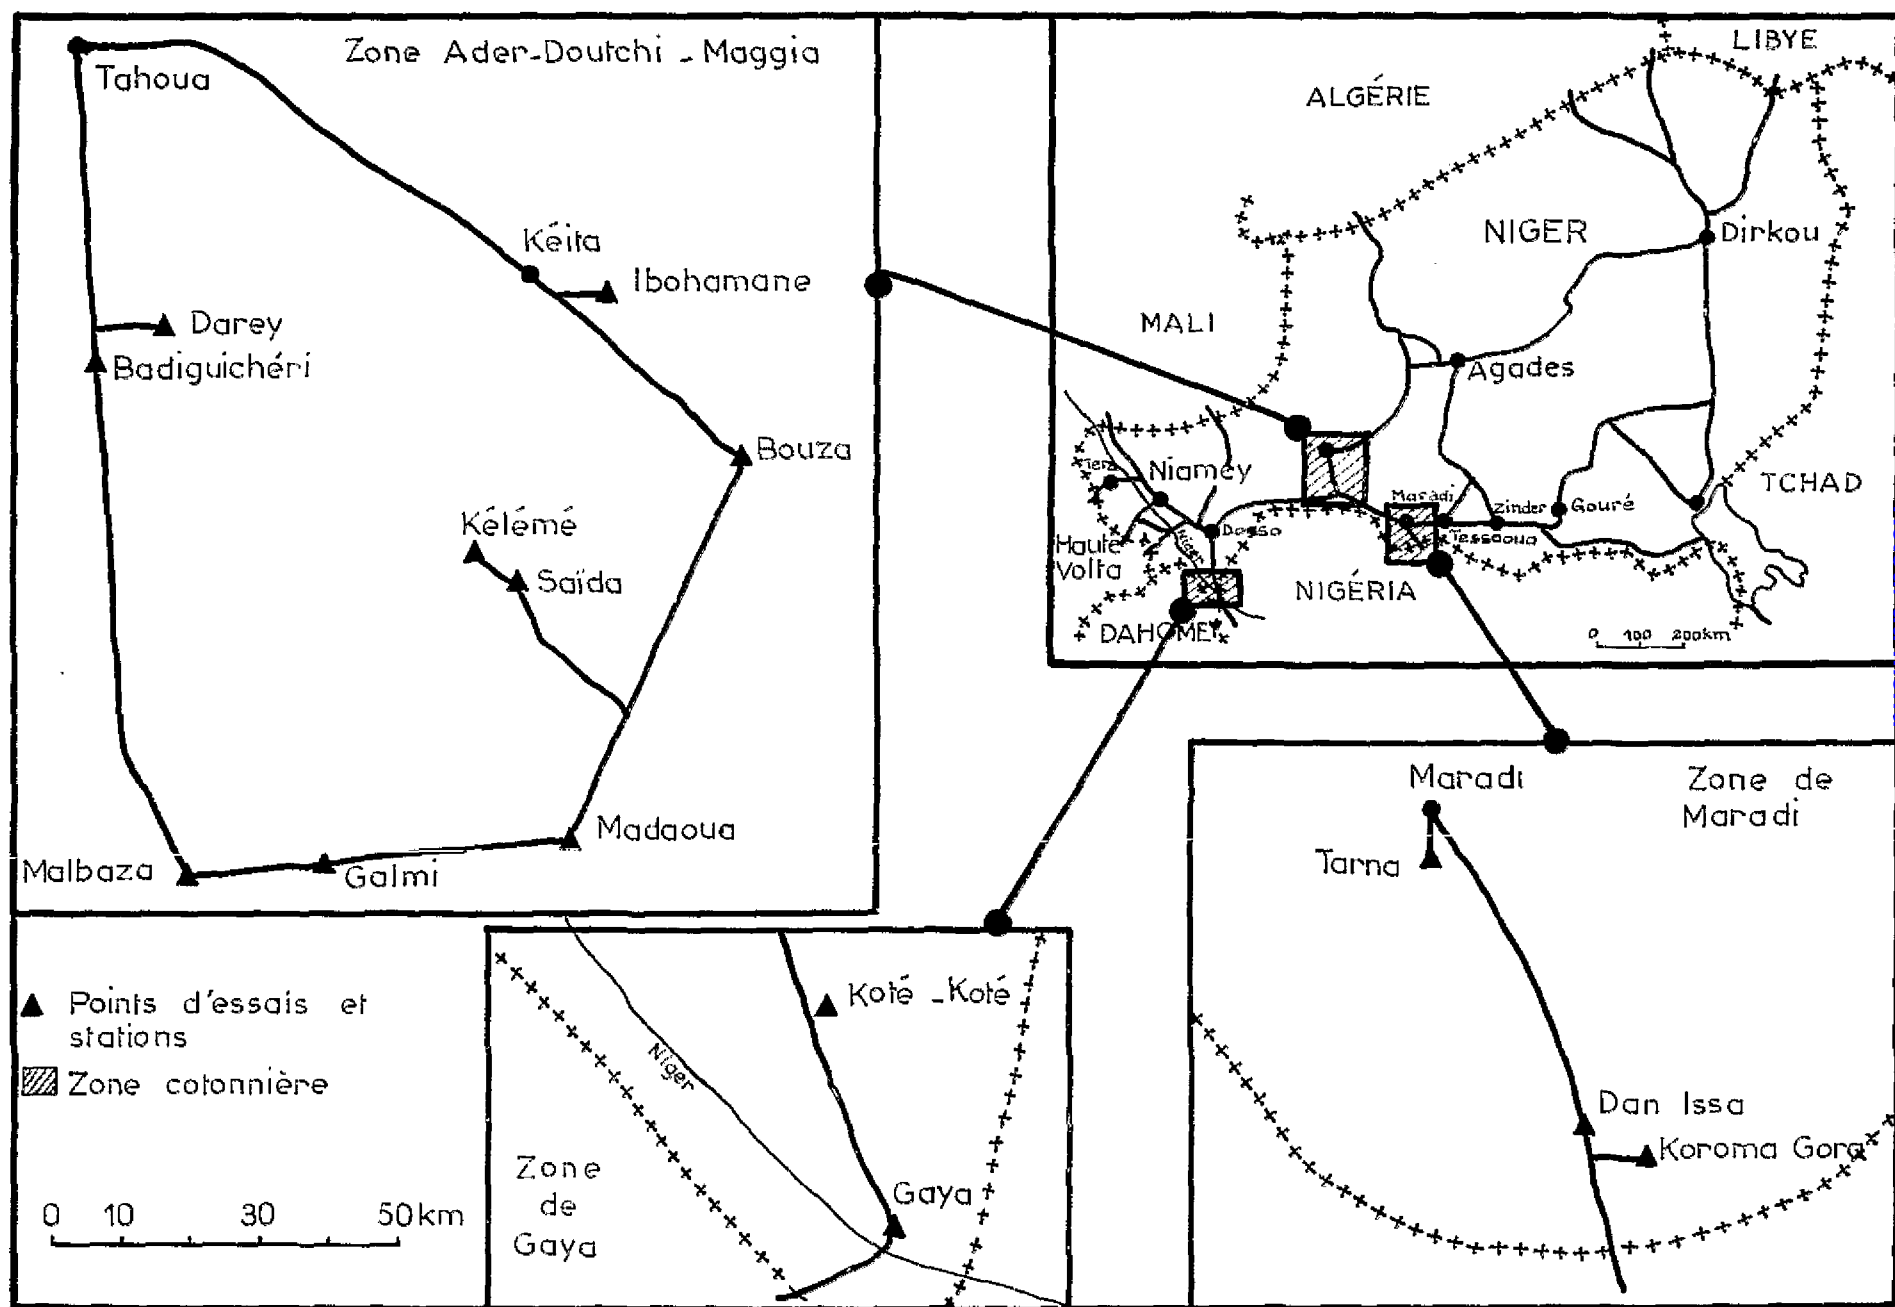 Zone Ader-Doutchi - Maggia
Tahoua
Kéita
Ibohamane
Darey
Badiguichéri
Bouza
Kélémé
Saïda
Madaoua
Malbaza
Galmi
LIBYE
ALGÉRIE
NIGER
Dirkou
MALI
Agades
Tera
Niamey
TCHAD
Maradi
Zinder
Gouré
Dosso
Tessaoua
Haute
Volta
Niger
NIGÉRIA
DAHOMEY
0 100 200km
Maradi
Zone de
Maradi
Tarna
Dan Issa
Koroma Gora
Koté - Koté
Niger
Gaya
Zone
de
Gaya
Points d'essais et
stations
Zone cotonnière
0 10 30 50km